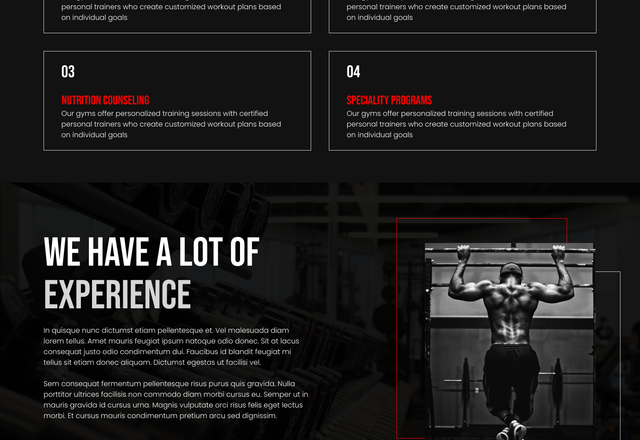 personal trainers who create customized workout plans based
on individual goals
personal trainers who create customized workout plans based
on individual goals
03
NUTRITION COUNSELING
Our gyms offer personalized training sessions with certified
personal trainers who create customized workout plans based
on individual goals
04
SPECIALITY PROGRAMS
Our gyms offer personalized training sessions with certified
personal trainers who create customized workout plans based
on individual goals
WE HAVE A LOT OF
EXPERIENCE
In quisque nunc dictumst etiam pellentesque et. Vel malesuada diam
lorem tellus. Amet mauris feugiat ipsum natoque odio donec. Sit at lacus
consequat justo odio condimentum dui. Faucibus id blandit feugiat mi
tellus sit etiam donec aliquam. Dictumst egestas ut facilisi vel.
Sem consequat fermentum pellentesque risus purus quis gravida. Nulla
porttitor ultrices facilisis non commodo diam morbi cursus eu. Semper ut in
mauris gravida id cursus urna. Magnis vulputate orci risus felis eget lectus
morbi. Et cursus mauris condimentum pretium arcu sed dignissim.